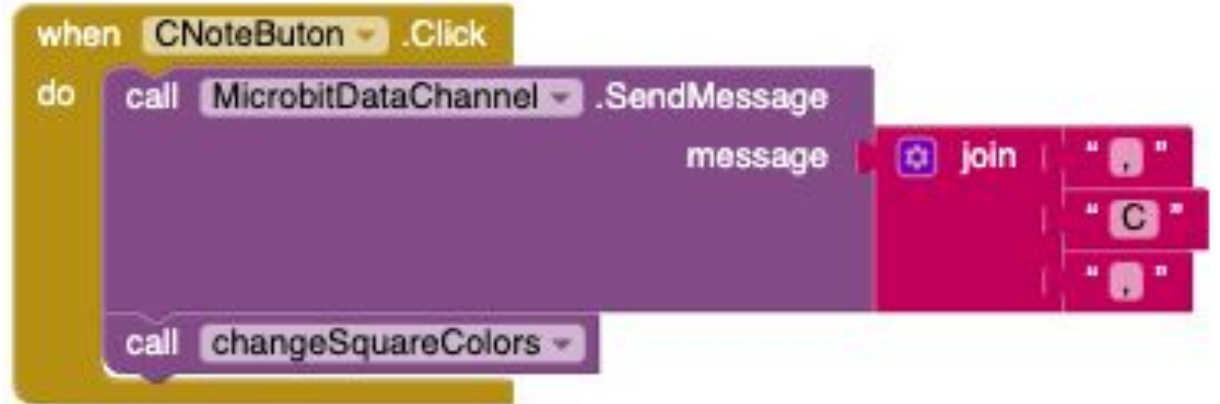 when CNoteButon .Click
do call MicrobitDataChannel .SendMessage
message join " , "
" C "
" , "
call changeSquareColors